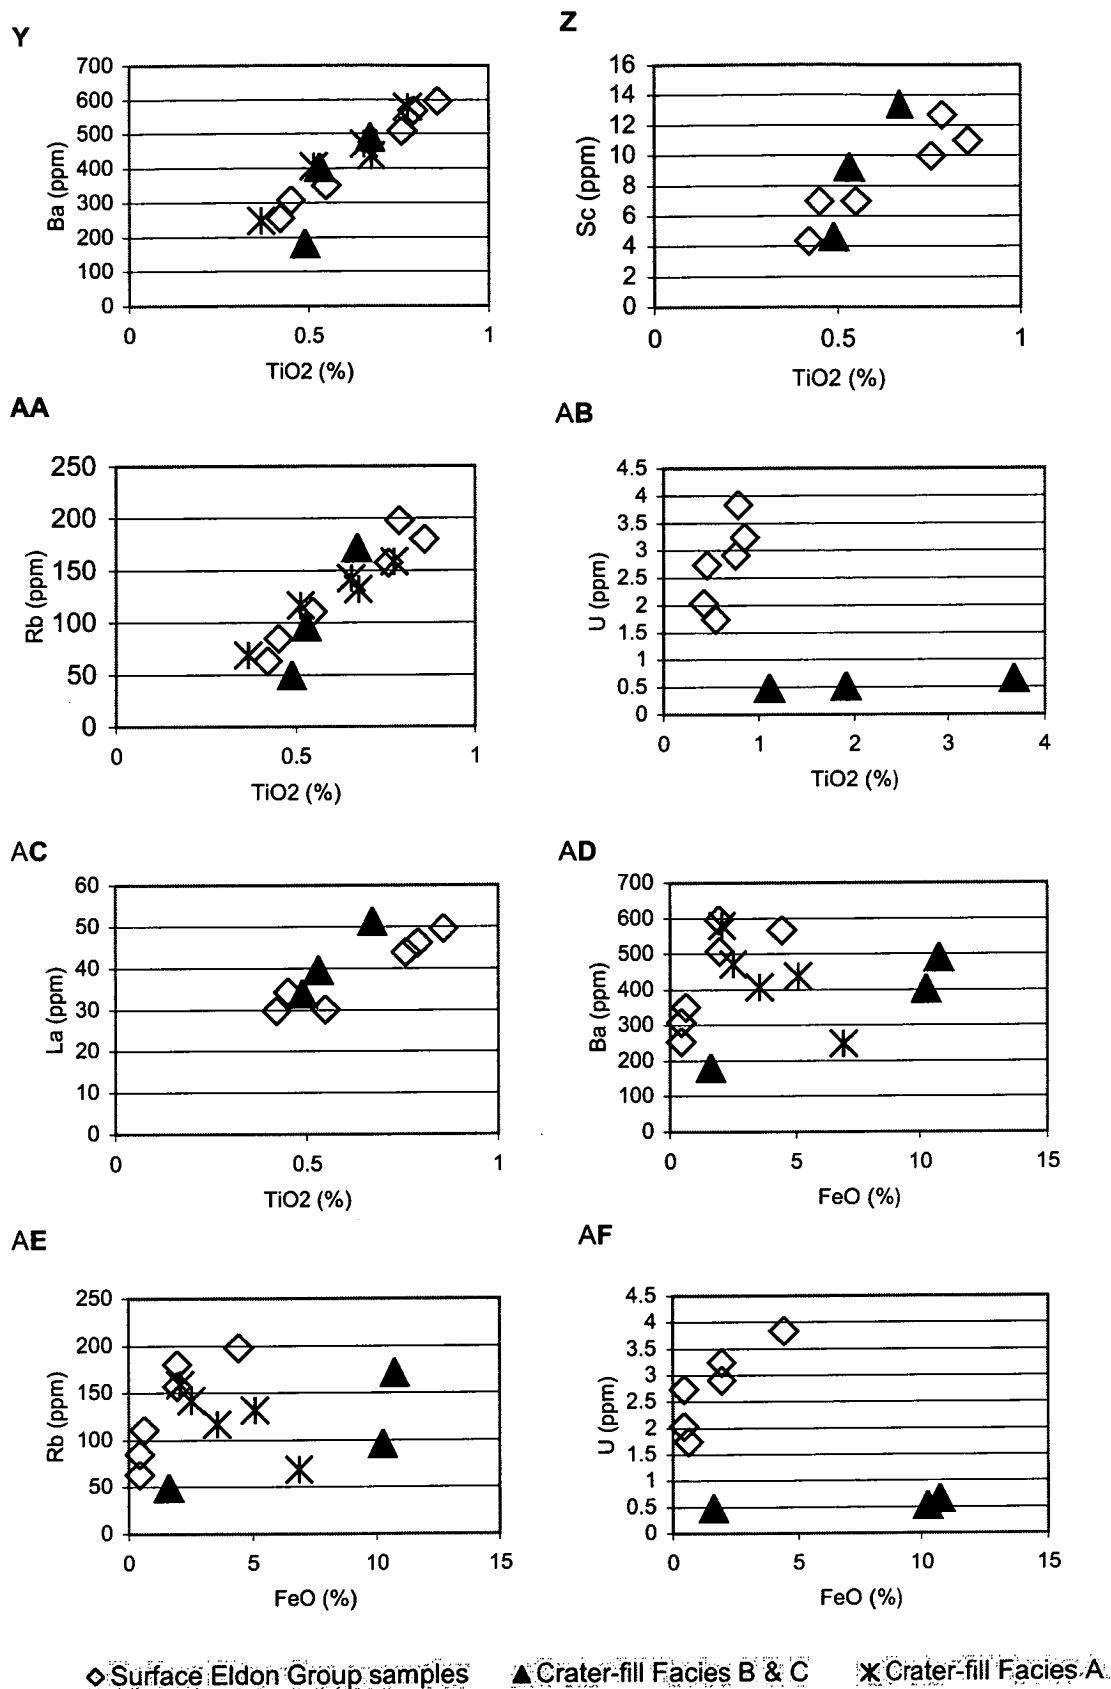 Y
700
600
500
400
300
200
100
0
Ba (ppm)
0 0.5 1
TiO2 (%)
Z
16
14
12
10
8
6
4
2
0
Sc (ppm)
0 0.5 1
TiO2 (%)
AA
250
200
150
100
50
0
Rb (ppm)
0 0.5 1
TiO2 (%)
AB
4.5
4
3.5
3
2.5
2
1.5
1
0.5
0
U (ppm)
0 1 2 3 4
TiO2 (%)
AC
60
50
40
30
20
10
0
La (ppm)
0 0.5 1
TiO2 (%)
AD
700
600
500
400
300
200
100
0
Ba (ppm)
0 5 10 15
FeO (%)
AE
250
200
150
100
50
0
Rb (ppm)
0 5 10 15
FeO (%)
AF
4.5
4
3.5
3
2.5
2
1.5
1
0.5
0
U (ppm)
0 5 10 15
FeO (%)
Surface Eldon Group samples Crater-fill Facies B & C Crater-fill Facies A